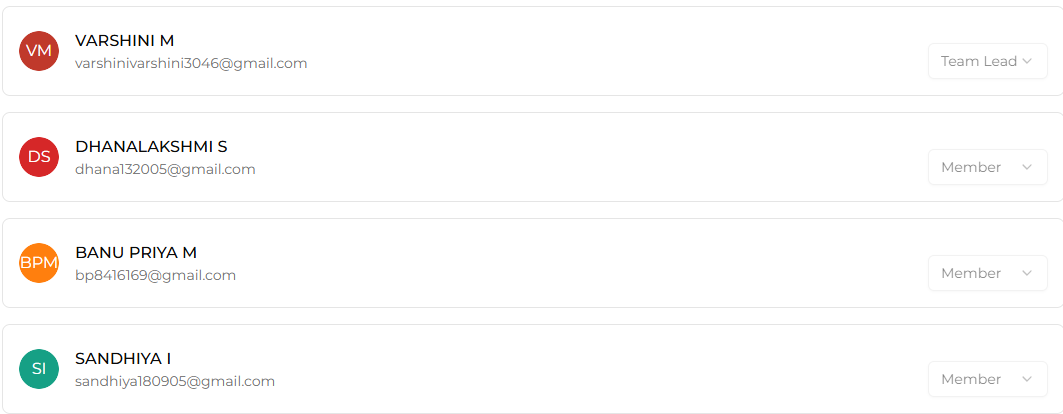 VM
VARSHINI M
varshinivarshini3046@gmail.com
Team Lead
DS
DHANALAKSHMI S
dhana132005@gmail.com
Member
BPM
BANU PRIYA M
bp8416169@gmail.com
Member
SI
SANDHIYA I
sandhiya180905@gmail.com
Member